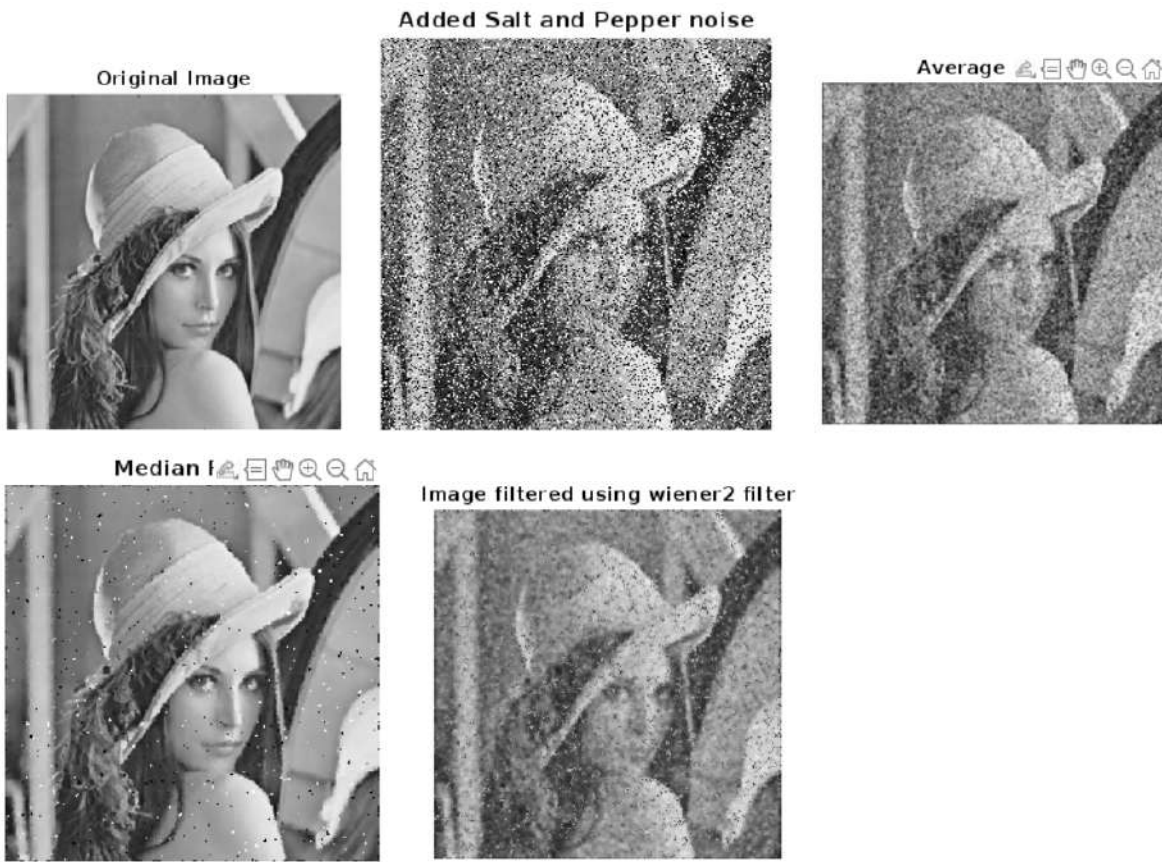 Added Salt and Pepper noise
Original Image
Average
Median
Image filtered using wiener2 filter